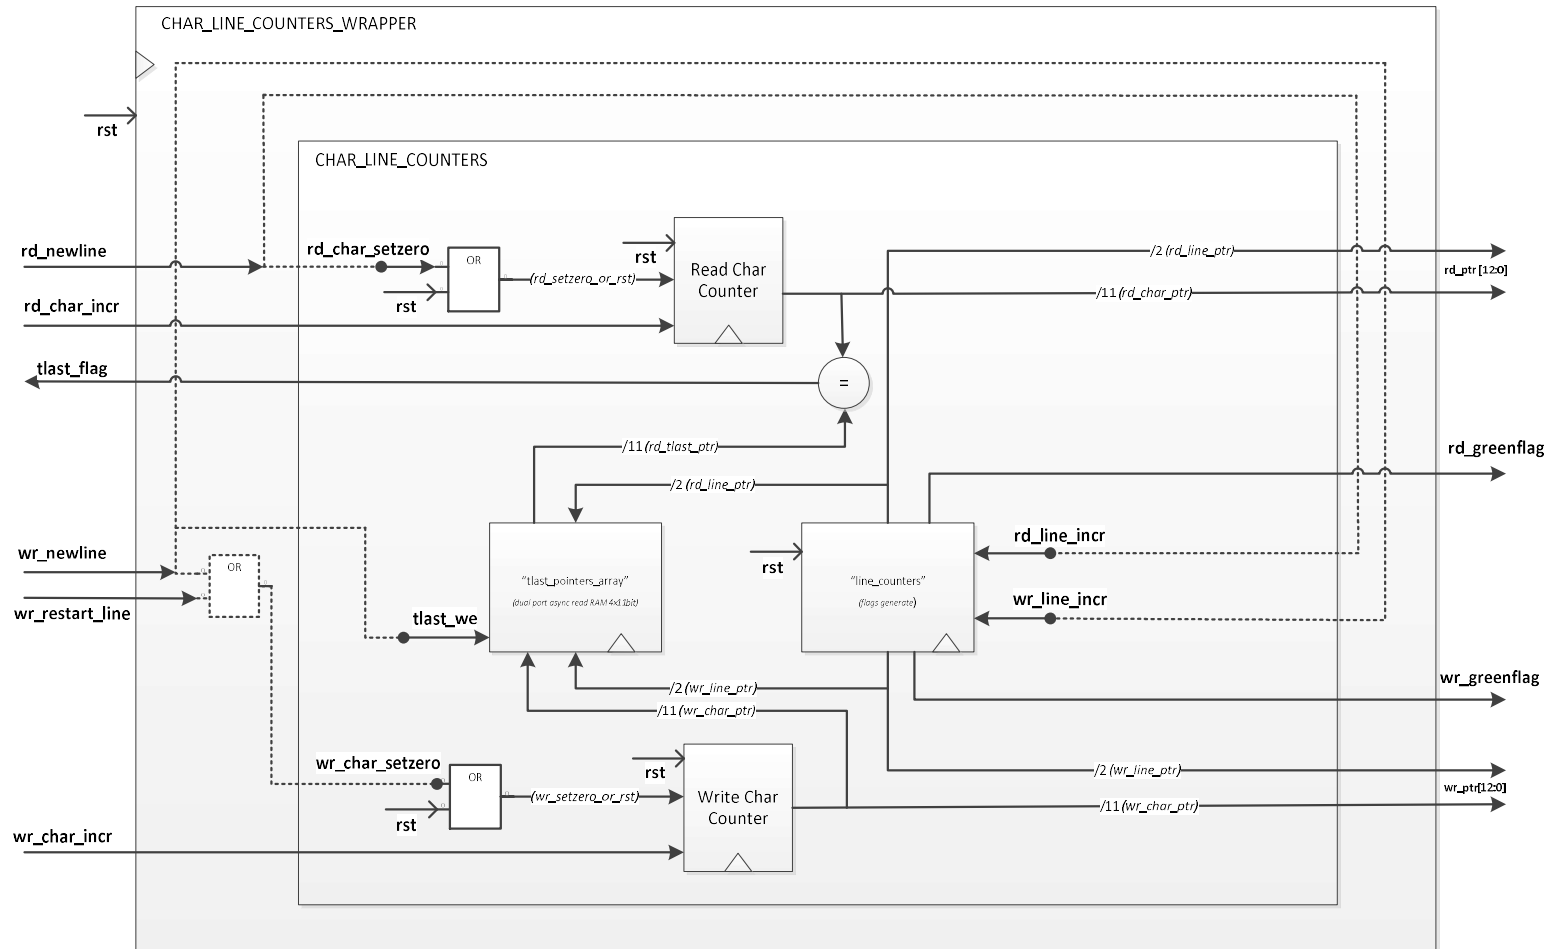 CHAR_LINE_COUNTERS_WRAPPER
rst
CHAR_LINE_COUNTERS
rd_newline
rd_char_setzero
OR
rst
(rd_setzero_or_rst)
rst
Read Char
Counter
/2 (rd_line_ptr)
rd_ptr [12:0]
/11 (rd_char_ptr)
rd_char_incr
tlast_flag
=
/11 (rd_tlast_ptr)
/2 (rd_line_ptr)
rd_greenflag
wr_newline
OR
wr_restart_line
"tlast_pointers_array"
(dual port async read RAM 4x11bit)
tlast_we
rst
"line_counters"
(flags generate)
rd_line_incr
wr_line_incr
/2 (wr_line_ptr)
/11 (wr_char_ptr)
wr_greenflag
wr_char_setzero
OR
rst
(wr_setzero_or_rst)
rst
Write Char
Counter
/2 (wr_line_ptr)
wr_ptr[12:0]
/11 (wr_char_ptr)
wr_char_incr